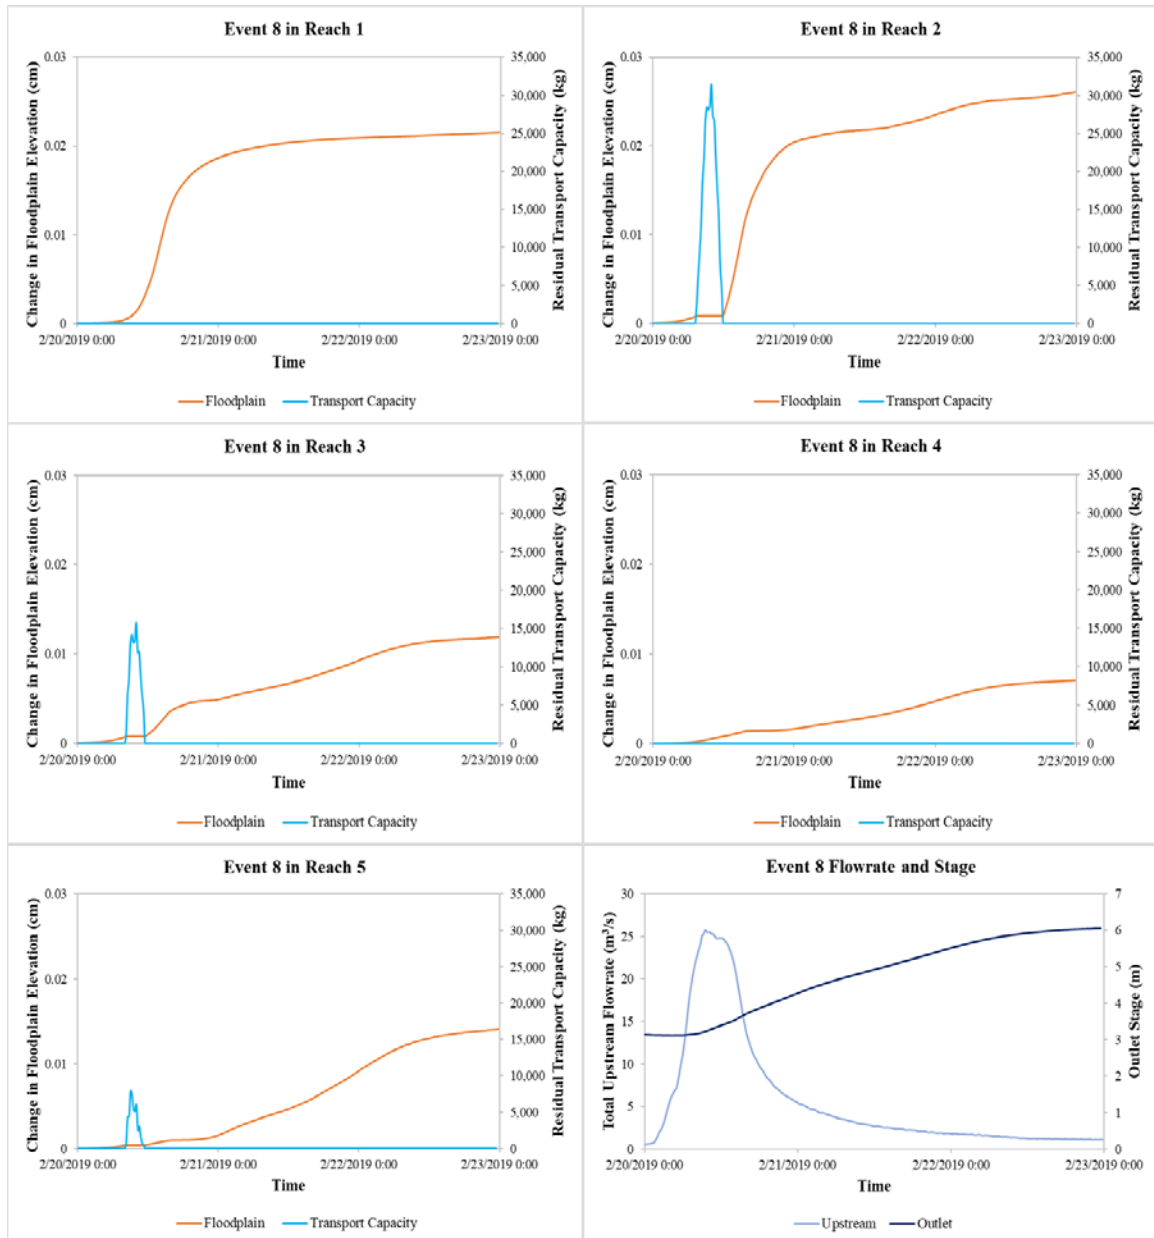 Event 8 in Reach 1
Change in Floodplain Elevation (cm)
0.03
0.02
0.01
0
35,000
30,000
25,000
20,000
15,000
10,000
5,000
0
Residual Transport Capacity (kg)
2/20/2019 0:00 2/21/2019 0:00 2/22/2019 0:00 2/23/2019 0:00
Time
Floodplain Transport Capacity
Event 8 in Reach 2
Change in Floodplain Elevation (cm)
0.03
0.02
0.01
0
35,000
30,000
25,000
20,000
15,000
10,000
5,000
0
Residual Transport Capacity (kg)
2/20/2019 0:00 2/21/2019 0:00 2/22/2019 0:00 2/23/2019 0:00
Time
Floodplain Transport Capacity
Event 8 in Reach 3
Change in Floodplain Elevation (cm)
0.03
0.02
0.01
0
35,000
30,000
25,000
20,000
15,000
10,000
5,000
0
Residual Transport Capacity (kg)
2/20/2019 0:00 2/21/2019 0:00 2/22/2019 0:00 2/23/2019 0:00
Time
Floodplain Transport Capacity
Event 8 in Reach 4
Change in Floodplain Elevation (cm)
0.03
0.02
0.01
0
35,000
30,000
25,000
20,000
15,000
10,000
5,000
0
Residual Transport Capacity (kg)
2/20/2019 0:00 2/21/2019 0:00 2/22/2019 0:00 2/23/2019 0:00
Time
Floodplain Transport Capacity
Event 8 in Reach 5
Change in Floodplain Elevation (cm)
0.03
0.02
0.01
0
35,000
30,000
25,000
20,000
15,000
10,000
5,000
0
Residual Transport Capacity (kg)
2/20/2019 0:00 2/21/2019 0:00 2/22/2019 0:00 2/23/2019 0:00
Time
Floodplain Transport Capacity
Event 8 Flowrate and Stage
Total Upstream Flowrate (m³/s)
30
25
20
15
10
5
0
7
6
5
4
3
2
1
0
Outlet Stage (m)
2/20/2019 0:00 2/21/2019 0:00 2/22/2019 0:00 2/23/2019 0:00
Time
Upstream Outlet